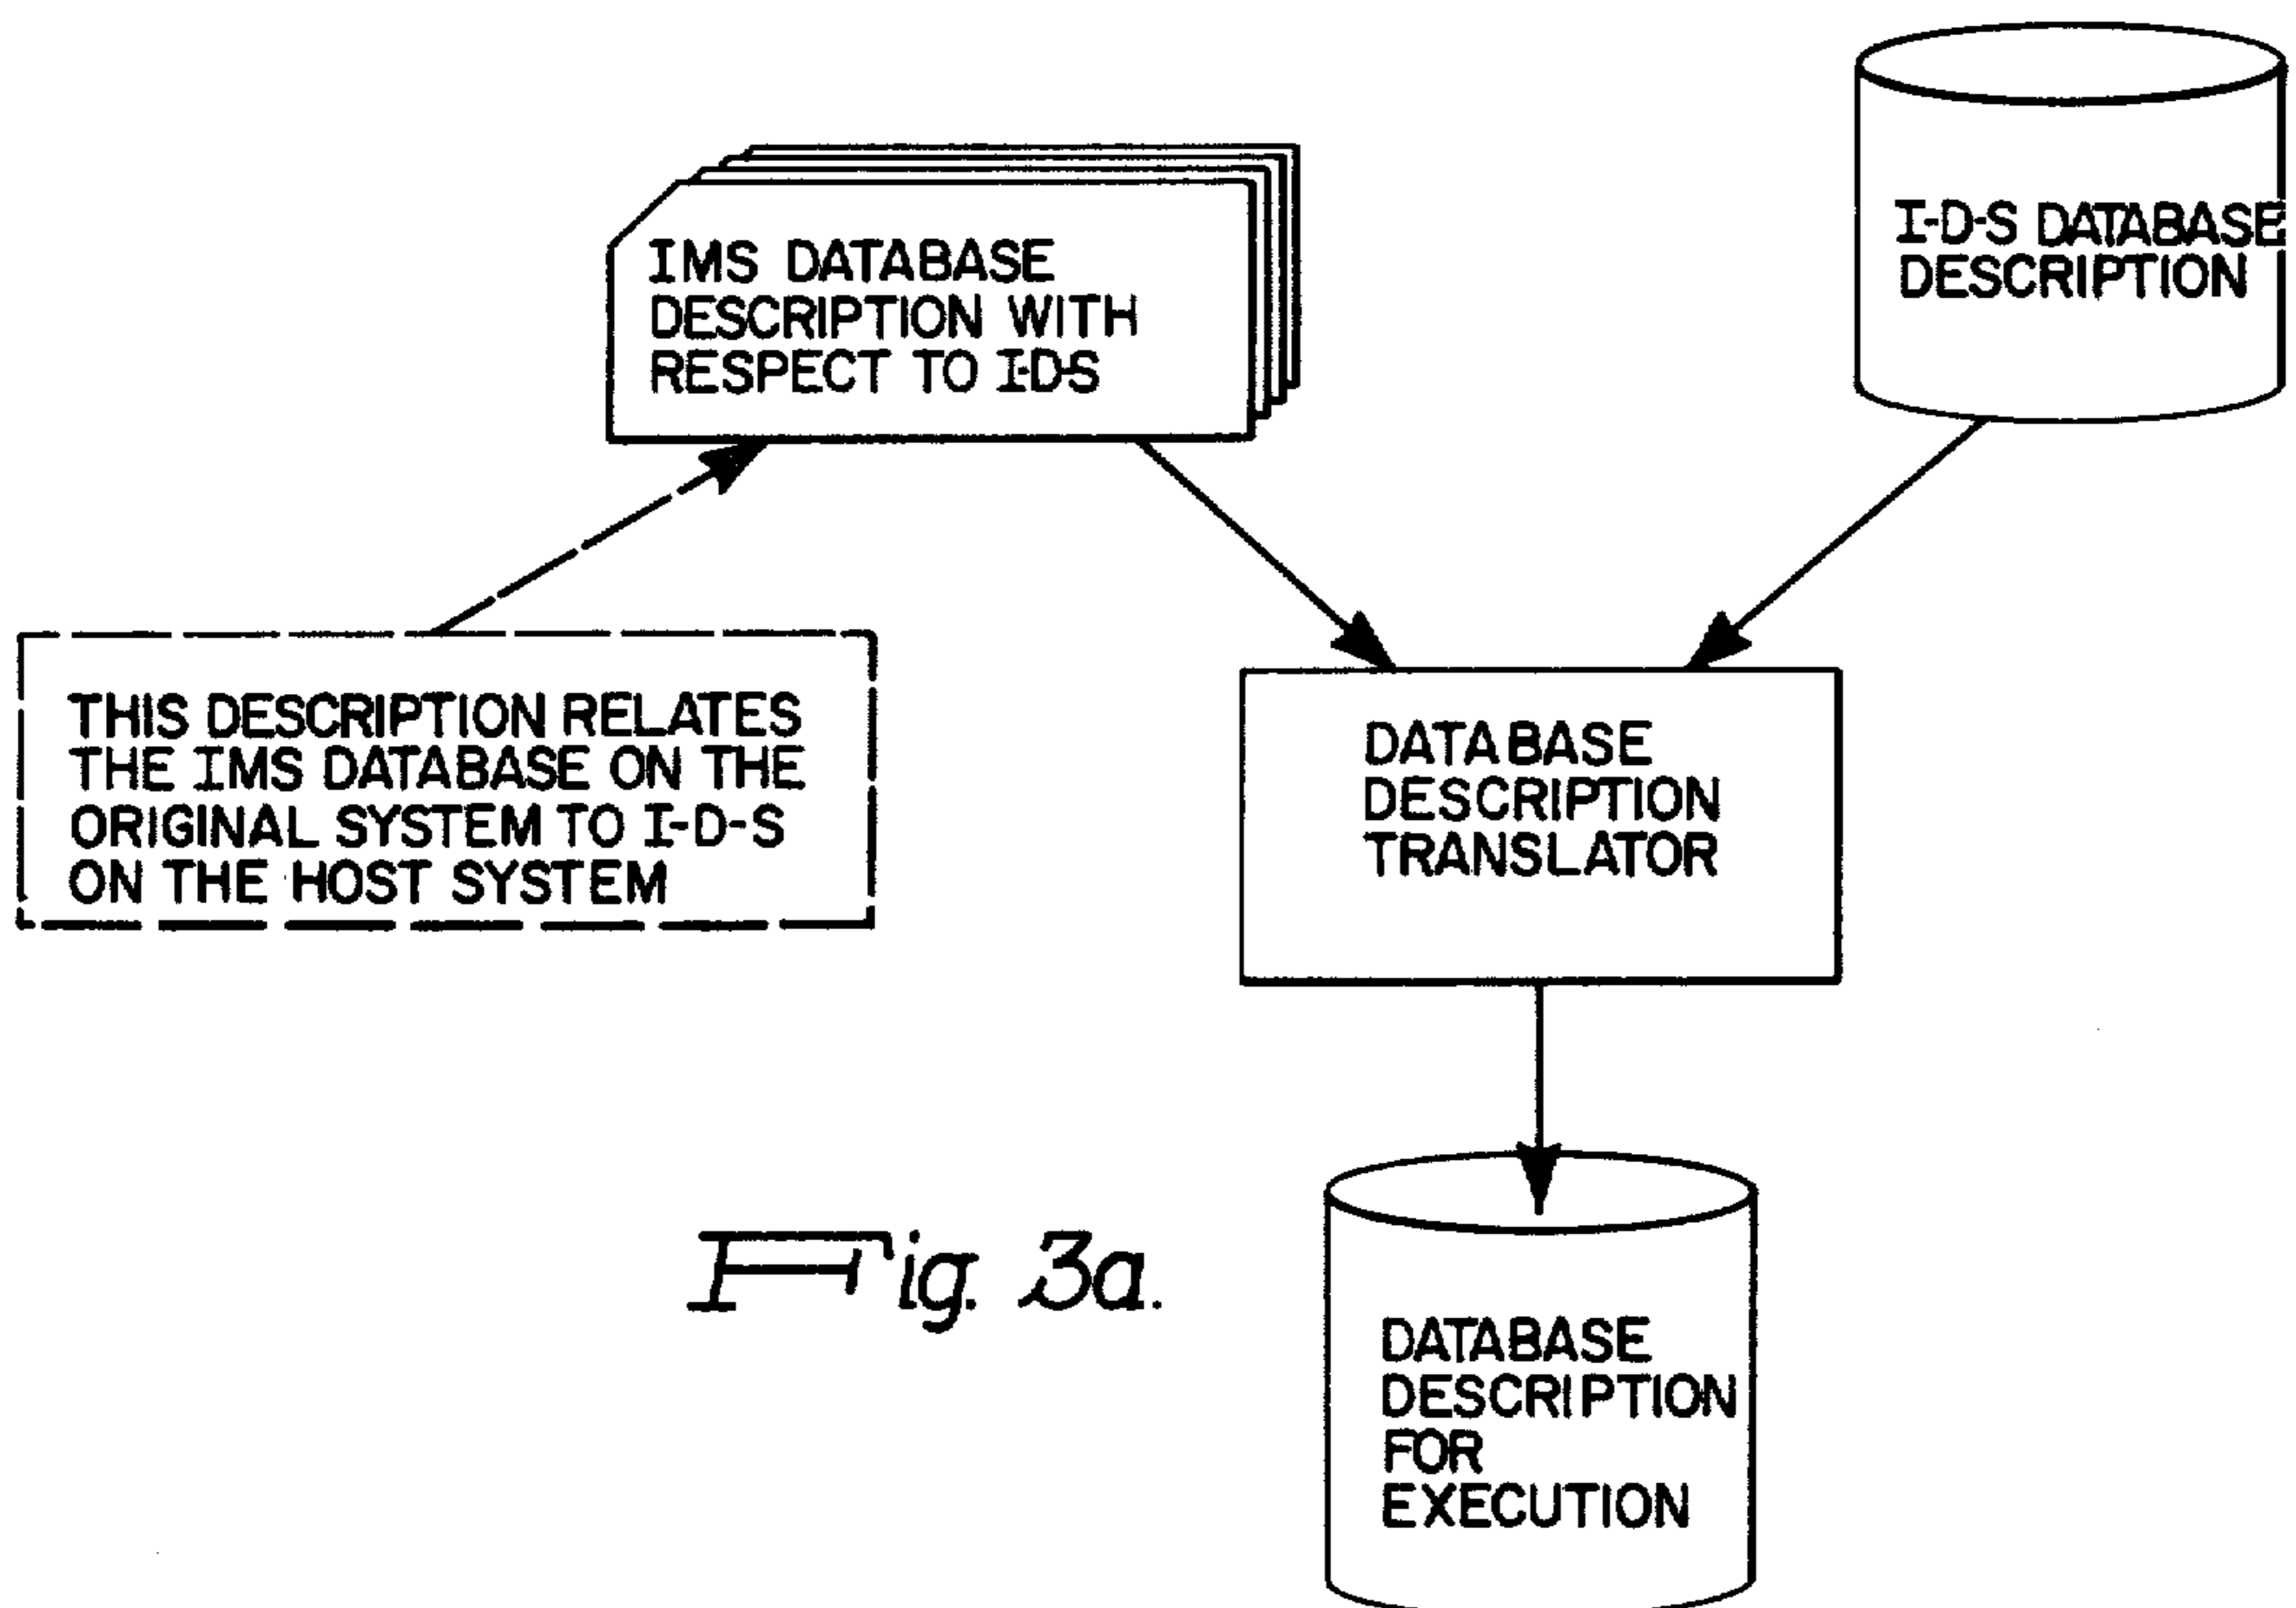 IMS DATABASE
DESCRIPTION WITH
RESPECT TO I-D-S
I-D-S DATABASE
DESCRIPTION
THIS DESCRIPTION RELATES
THE IMS DATABASE ON THE
ORIGINAL SYSTEM TO I-D-S
ON THE HOST SYSTEM
DATABASE
DESCRIPTION
TRANSLATOR
Fig. 3a.
DATABASE
DESCRIPTION
FOR
EXECUTION